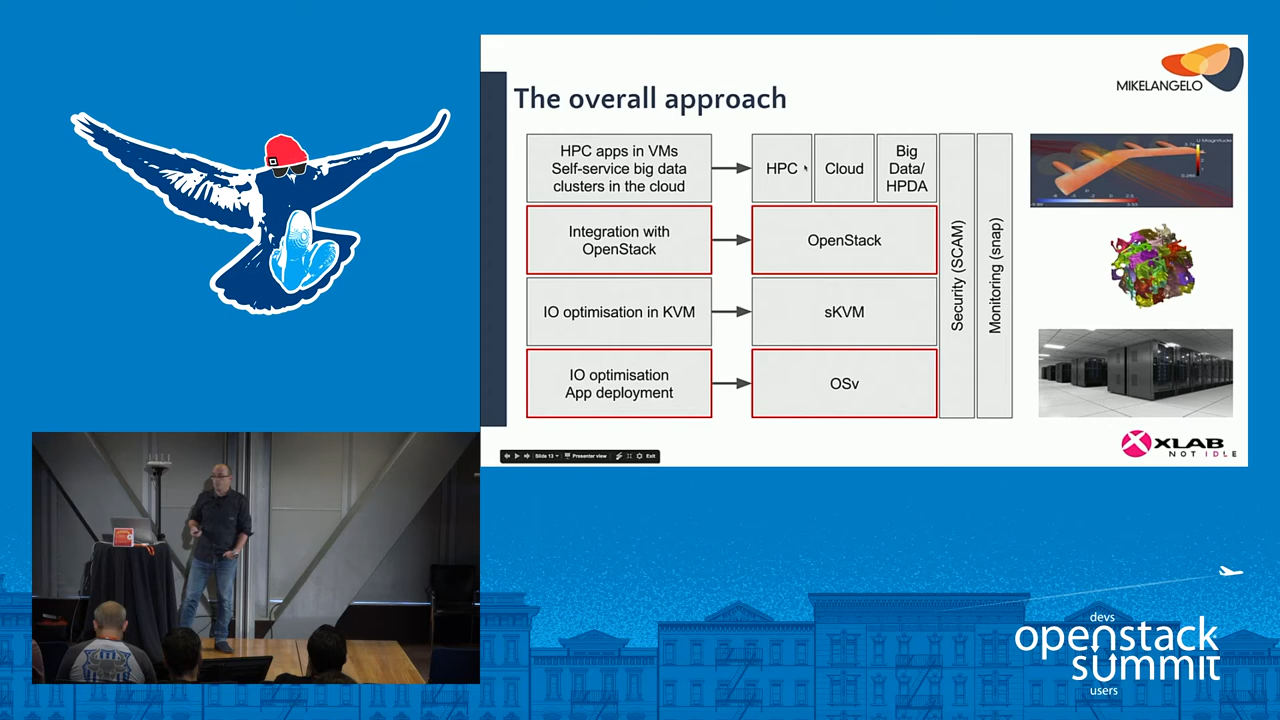 The overall approach
MIKELANGELO
HPC apps in VMs
Self-service big data
clusters in the cloud
HPC
Cloud
Big
Data/
HPDA
Integration with
OpenStack
OpenStack
IO optimisation in KVM
sKVM
IO optimisation
App deployment
OSv
Security (SCAM)
Monitoring (snap)
U Magnitude
XLAB
NOT IDLE
Slide 13
Presenter view
Exit
devs
openstack
summit
users